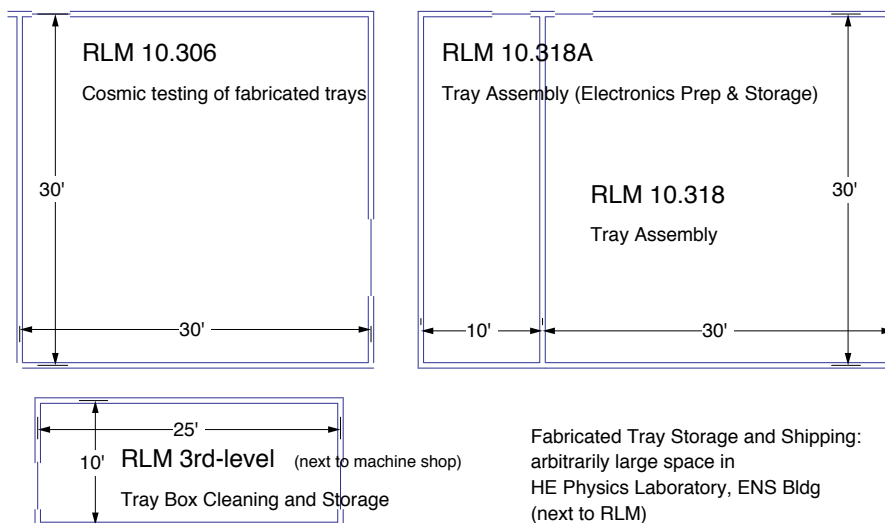 RLM 10.306
Cosmic testing of fabricated trays
30'
30'
RLM 10.318A
Tray Assembly (Electronics Prep & Storage)
RLM 10.318
Tray Assembly
30'
10'
30'
25'
10'
RLM 3rd-level (next to machine shop)
Tray Box Cleaning and Storage
Fabricated Tray Storage and Shipping:
arbitrarily large space in
HE Physics Laboratory, ENS Bldg
(next to RLM)